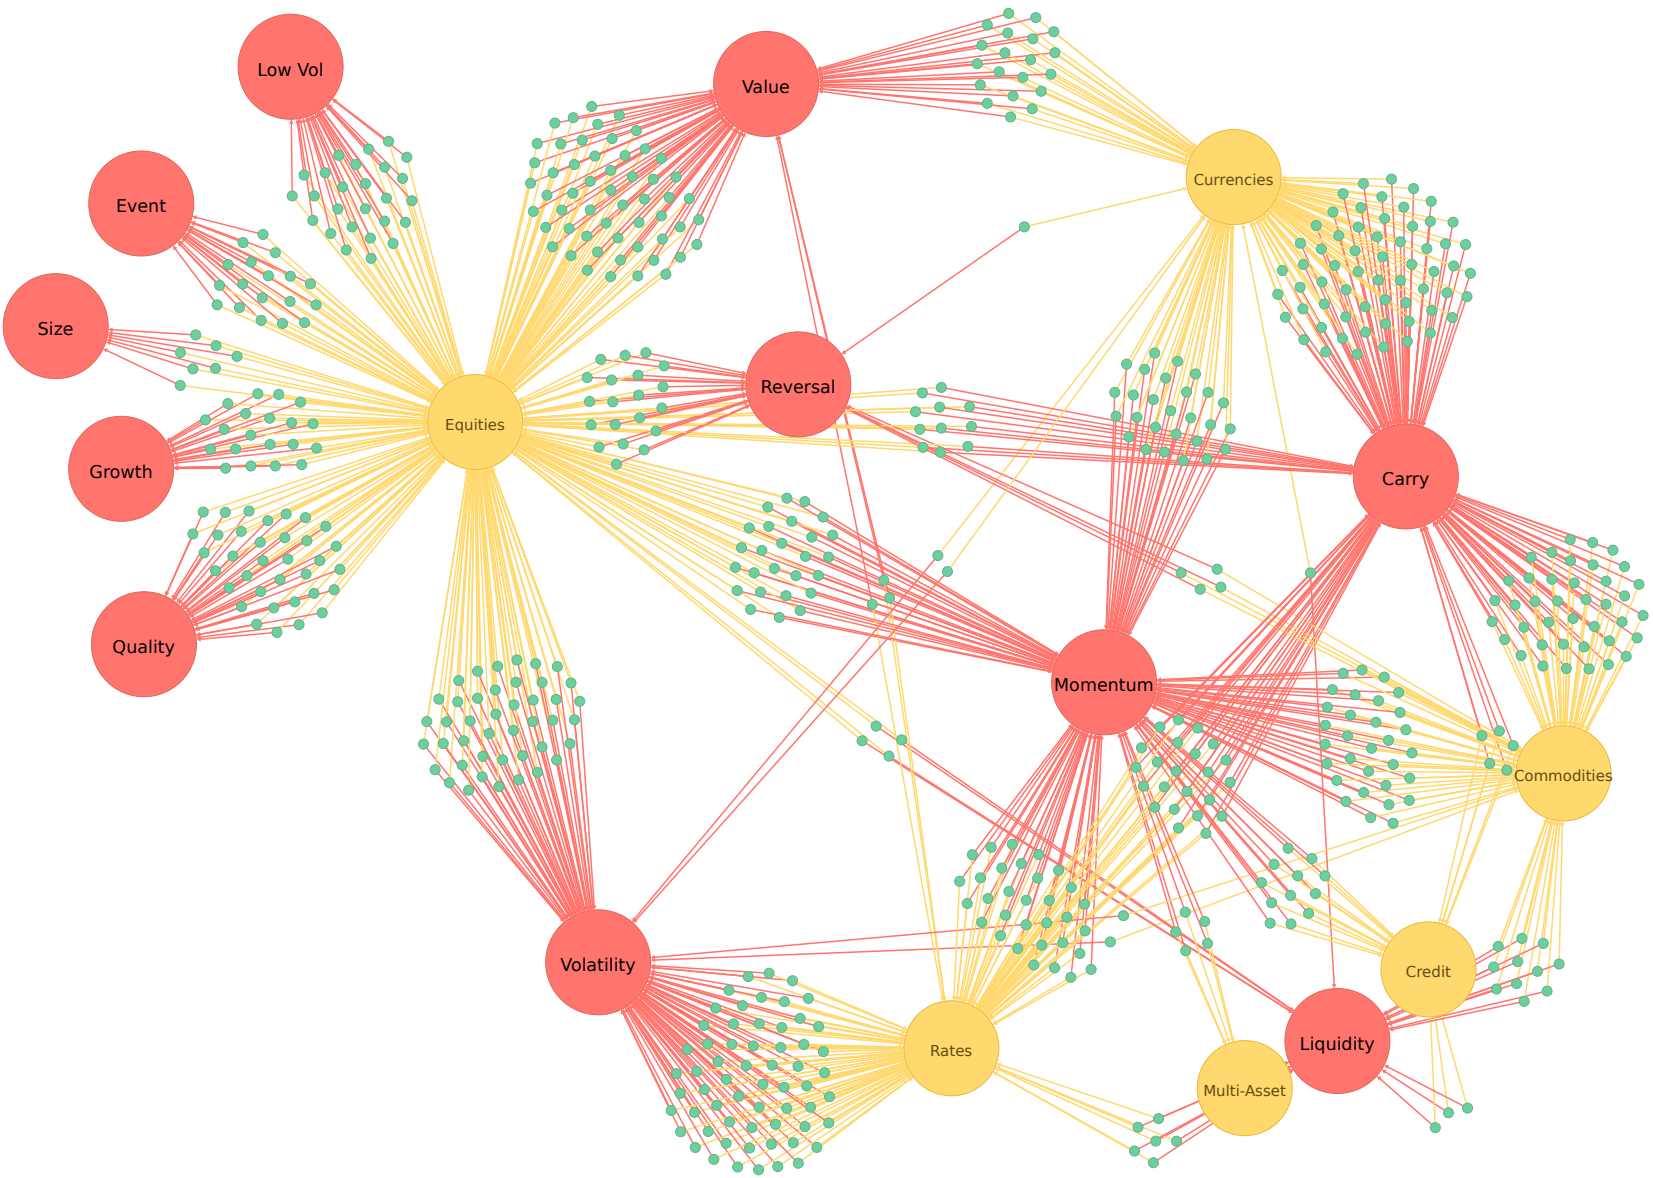 Low Vol
Value
Currencies
Event
Size
Reversal
Equities
Growth
Carry
Quality
Momentum
Commodities
Volatility
Credit
Rates
Liquidity
Multi-Asset